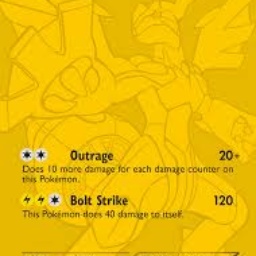 Outrage 20+
Does 10 more damage for each damage counter on
this Pokémon.
Bolt Strike 120
This Pokémon does 40 damage to itself.